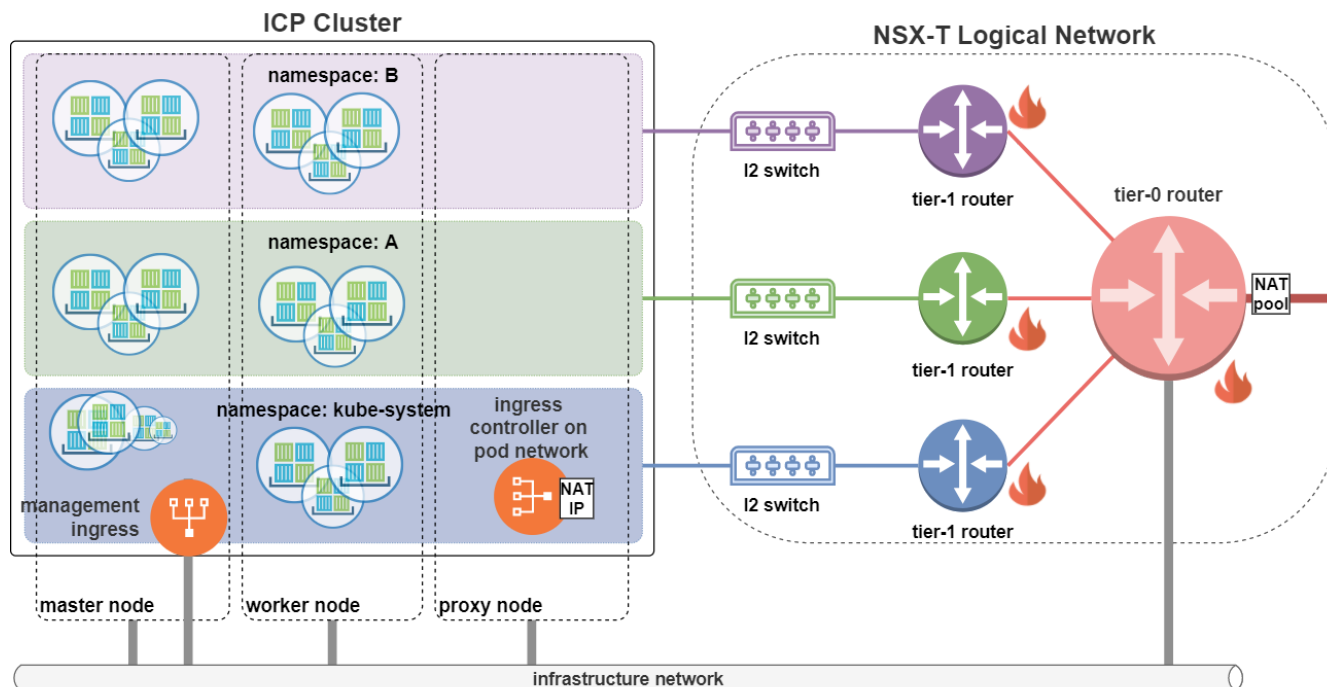 ICP Cluster
NSX-T Logical Network
namespace: B
l2 switch
tier-1 router
tier-0 router
namespace: A
l2 switch
tier-1 router
NAT
pool
namespace: kube-system
ingress
controller on
pod network
NAT
IP
management
ingress
l2 switch
tier-1 router
master node
worker node
proxy node
infrastructure network